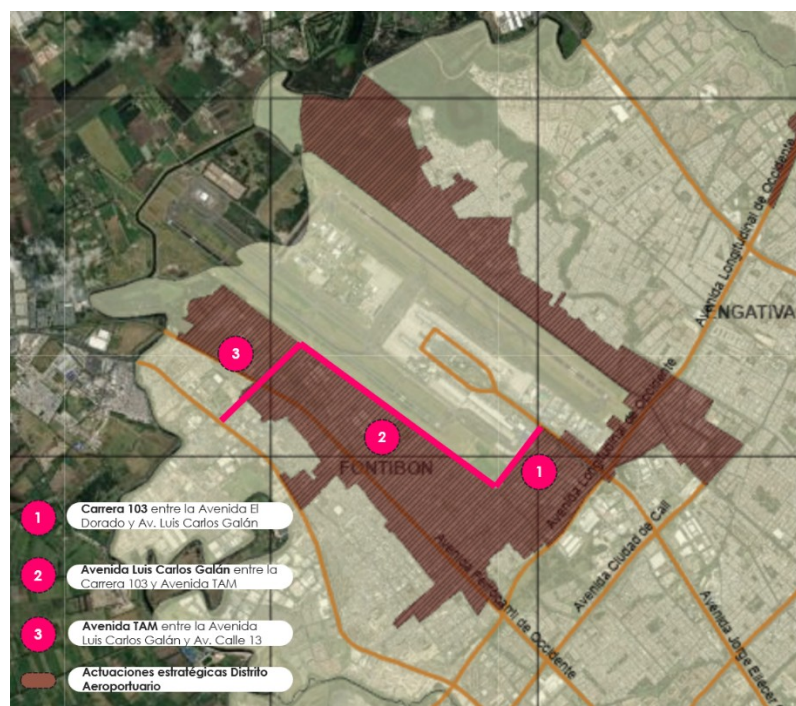 Avenida Longitudinal de Occidente
ENGATIVA
3
2
Avenida Longitudinal de Occidente
FONTIBON
1
Avenida Ciudad de Cali
Avenida Ferrocarril de Occidente
Avenida Jorge Eliécer
1
Carrera 103 entre la Avenida El
Dorado y Av. Luis Carlos Galán
2
Avenida Luis Carlos Galán entre la
Carrera 103 y Avenida TAM
3
Avenida TAM entre la Avenida
Luis Carlos Galán y Av. Calle 13
Actuaciones estratégicas Distrito
Aeroportuario